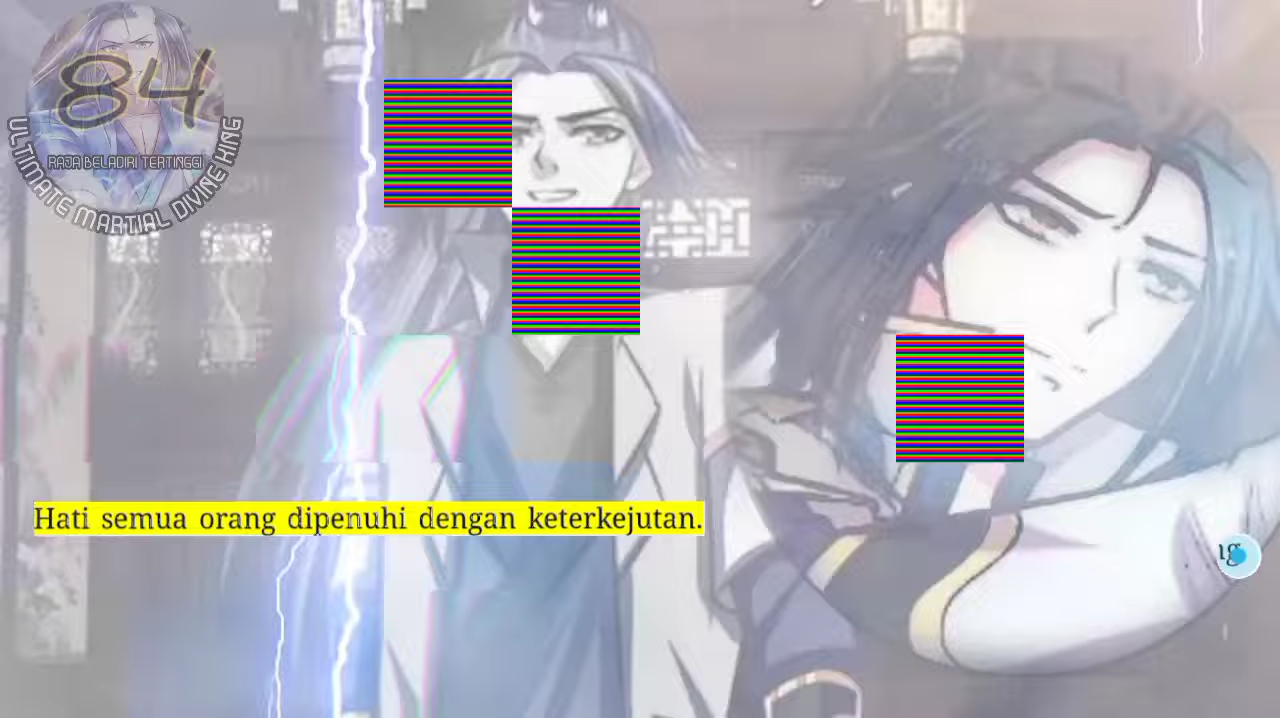 84
RAJA BELADIRI TERTINGGI
ULTIMATE MARTIAL DIVINE KING
Hati semua orang dipenuhi dengan keterkejutan.